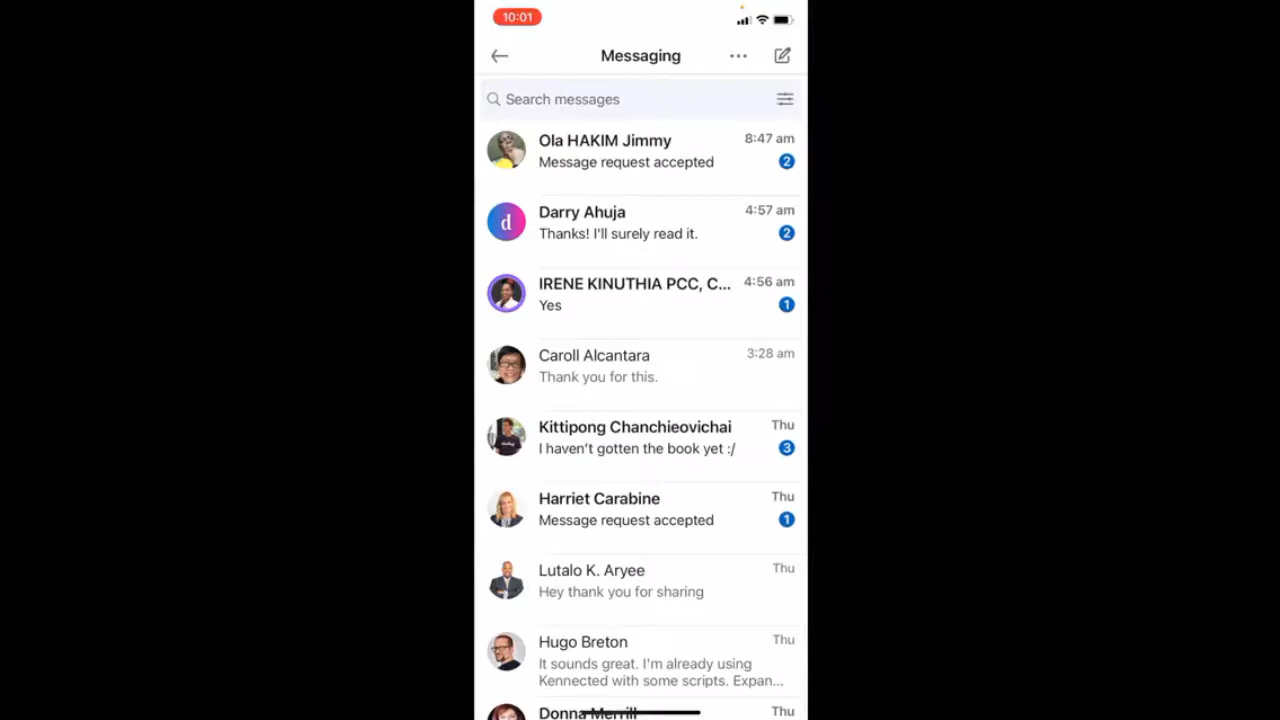 10:01
Messaging
Search messages
Ola HAKIM Jimmy 8:47 am
Message request accepted 2
d Darry Ahuja 4:57 am
Thanks! I'll surely read it. 2
IRENE KINUTHIA PCC, C... 4:56 am
Yes 1
Caroll Alcantara 3:28 am
Thank you for this.
Kittipong Chanchieovichai Thu
I haven't gotten the book yet :/ 3
Harriet Carabine Thu
Message request accepted 1
Lutalo K. Aryee Thu
Hey thank you for sharing
Hugo Breton Thu
It sounds great. I'm already using
Kennected with some scripts. Expan...
Donna Merrill Thu